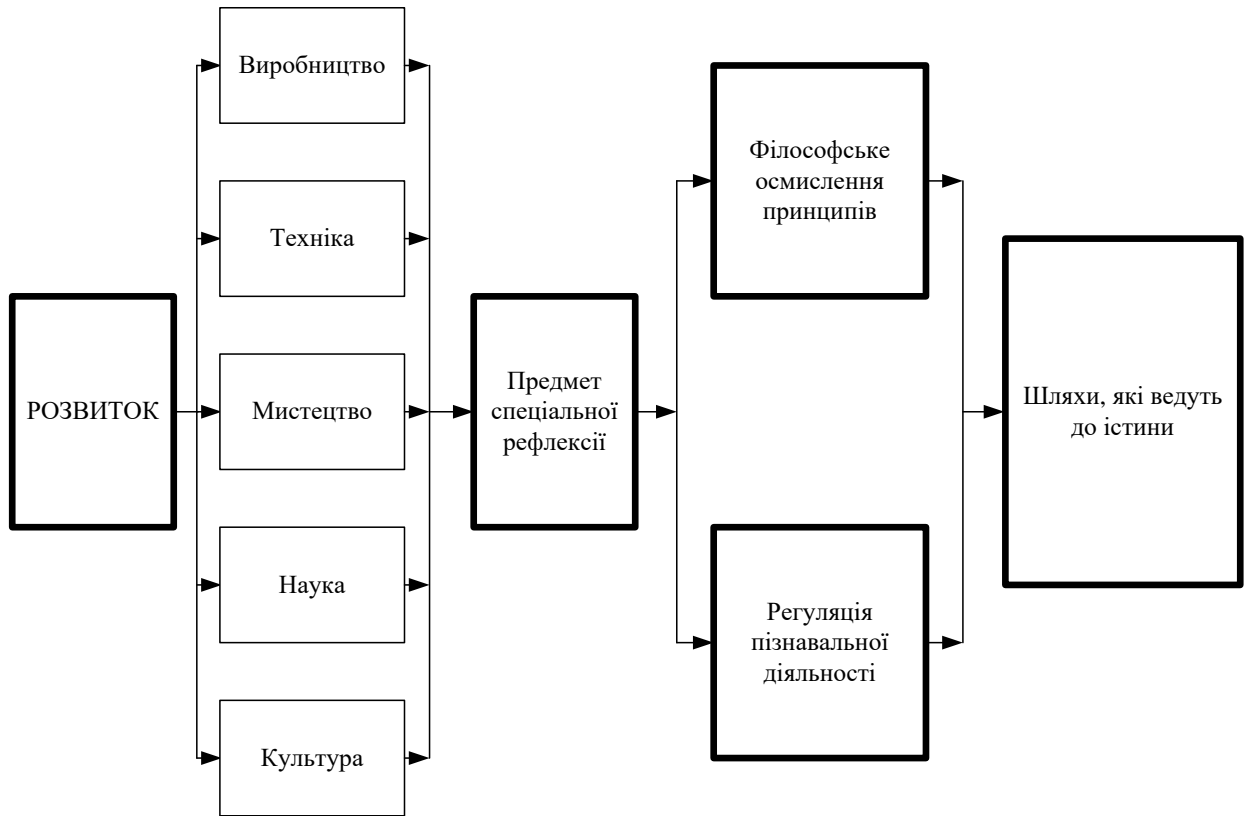 РОЗВИТОК
Виробництво
Техніка
Мистецтво
Наука
Культура
Предмет
спеціальної
рефлексії
Філософське
осмислення
принципів
Регуляція
пізнавальної
діяльності
Шляхи, які ведуть
до істини